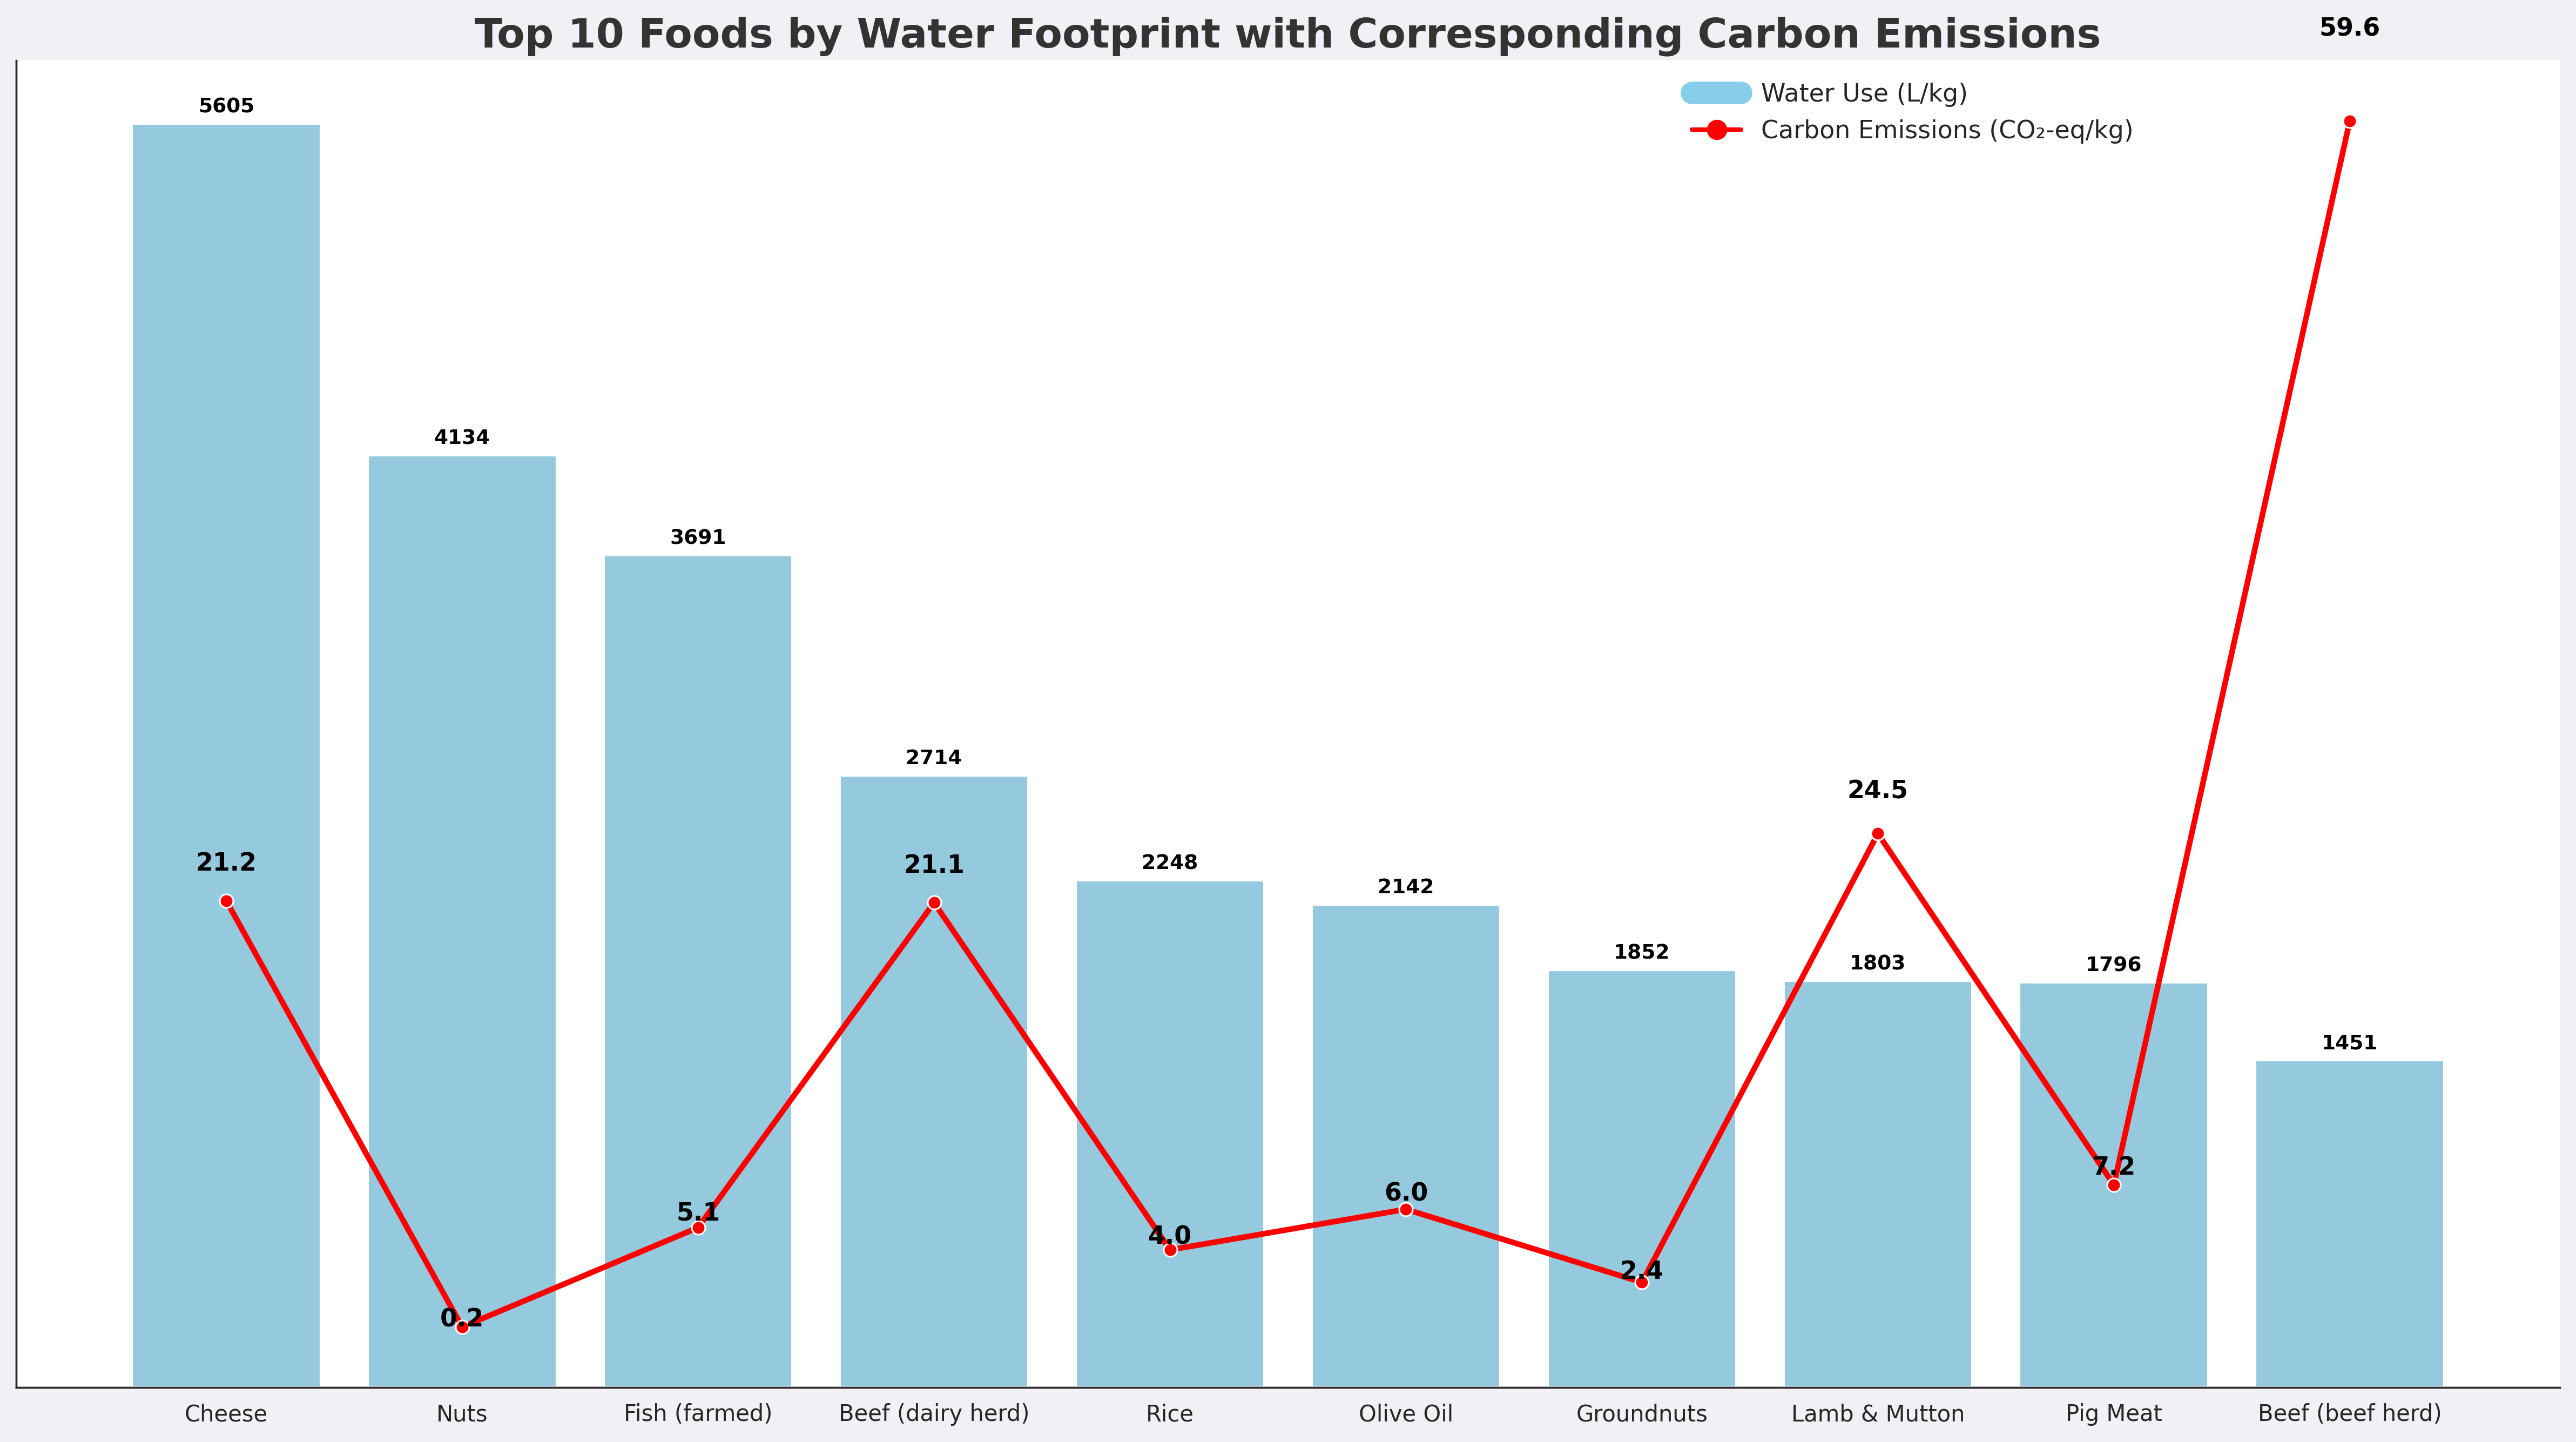 Top 10 Foods by Water Footprint with Corresponding Carbon Emissions
59.6
Water Use (L/kg)
Carbon Emissions (CO₂-eq/kg)
5605
4134
3691
2714
2248
2142
1852
1803
1796
1451
21.2
0.2
5.1
21.1
4.0
6.0
2.4
24.5
7.2
Cheese
Nuts
Fish (farmed)
Beef (dairy herd)
Rice
Olive Oil
Groundnuts
Lamb & Mutton
Pig Meat
Beef (beef herd)